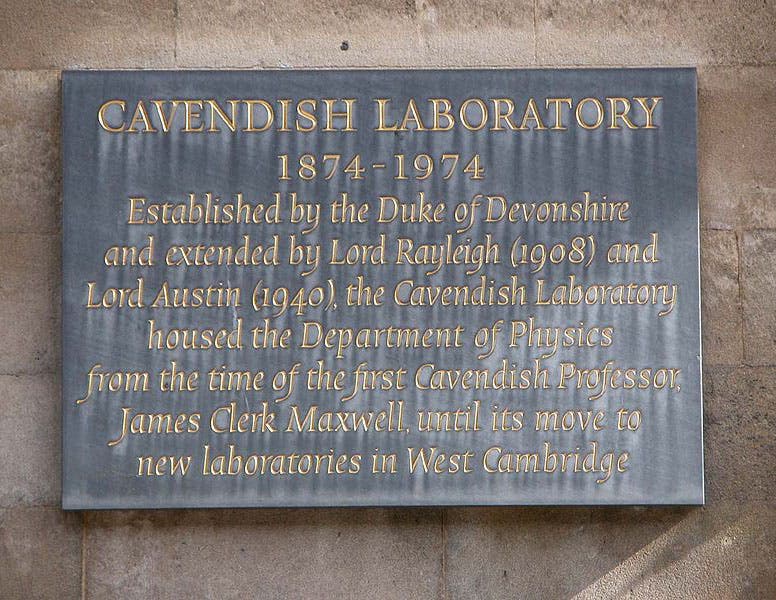 CAVENDISH LABORATORY
1874-1974
Established by the Duke of Devonshire
and extended by Lord Rayleigh (1908) and
Lord Austin (1940), the Cavendish Laboratory
housed the Department of Physics
from the time of the first Cavendish Professor,
James Clerk Maxwell, until its move to
new laboratories in West Cambridge